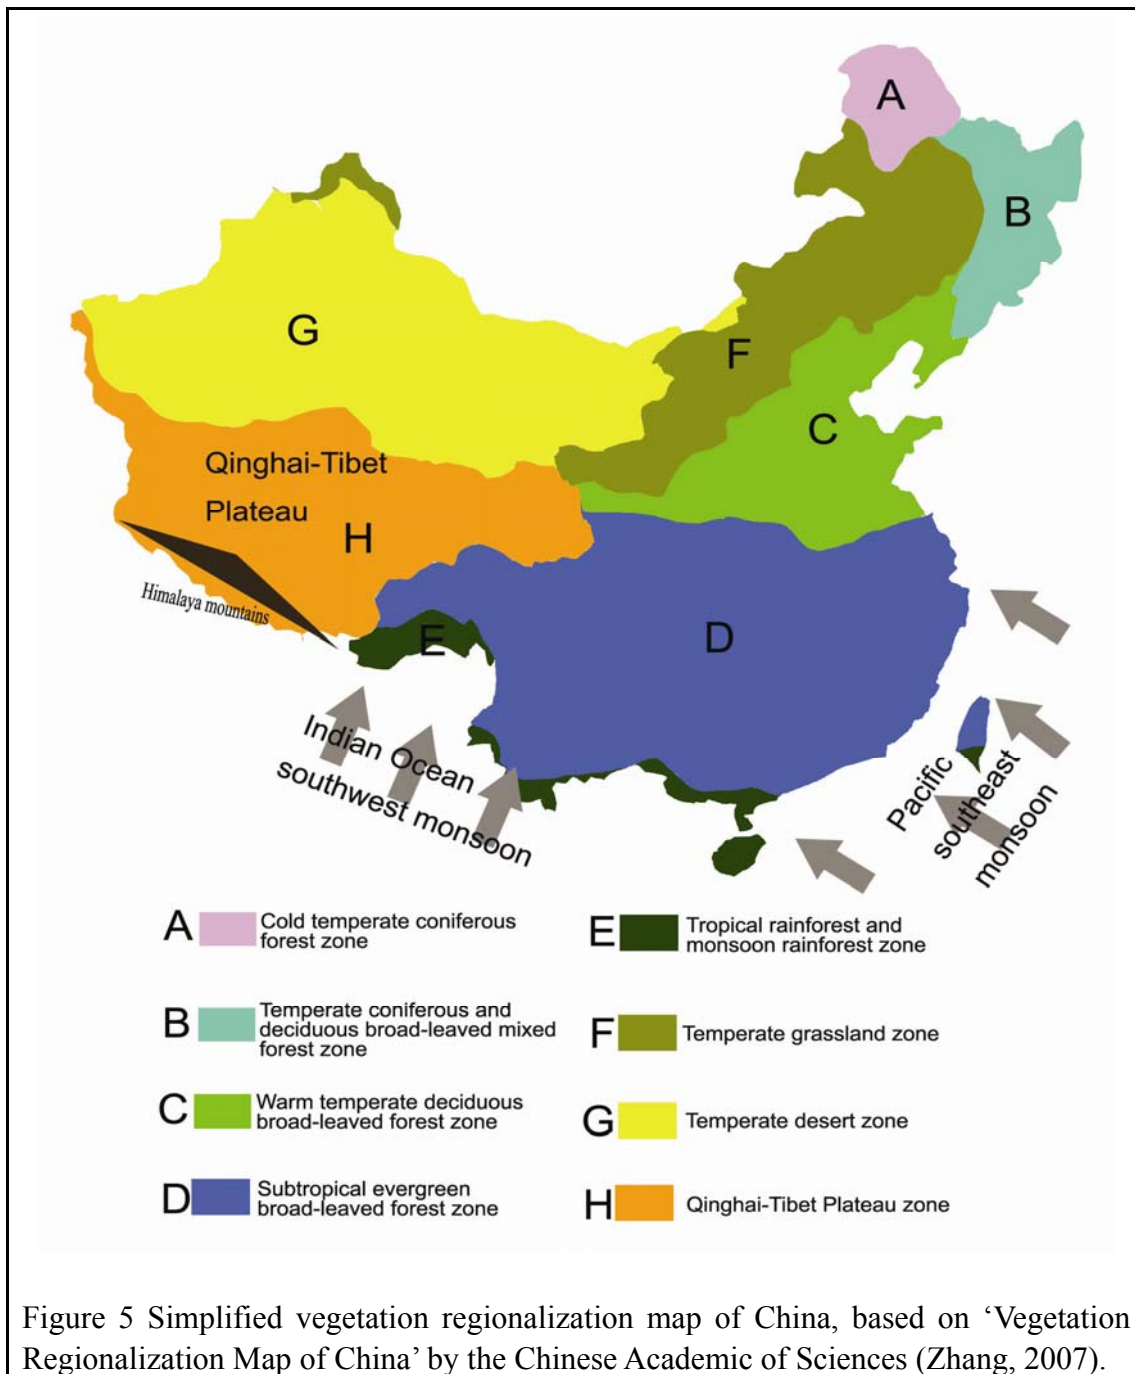 A
B
G
F
C
Qinghai-Tibet
Plateau
H
Himalaya mountains
E
D
Indian Ocean
southwest monsoon
Pacific
southeast
monsoon
A Cold temperate coniferous
forest zone
B Temperate coniferous and
deciduous broad-leaved mixed
forest zone
C Warm temperate deciduous
broad-leaved forest zone
D Subtropical evergreen
broad-leaved forest zone
E Tropical rainforest and
monsoon rainforest zone
F Temperate grassland zone
G Temperate desert zone
H Qinghai-Tibet Plateau zone
Figure 5 Simplified vegetation regionalization map of China, based on ‘Vegetation
Regionalization Map of China’ by the Chinese Academic of Sciences (Zhang, 2007).